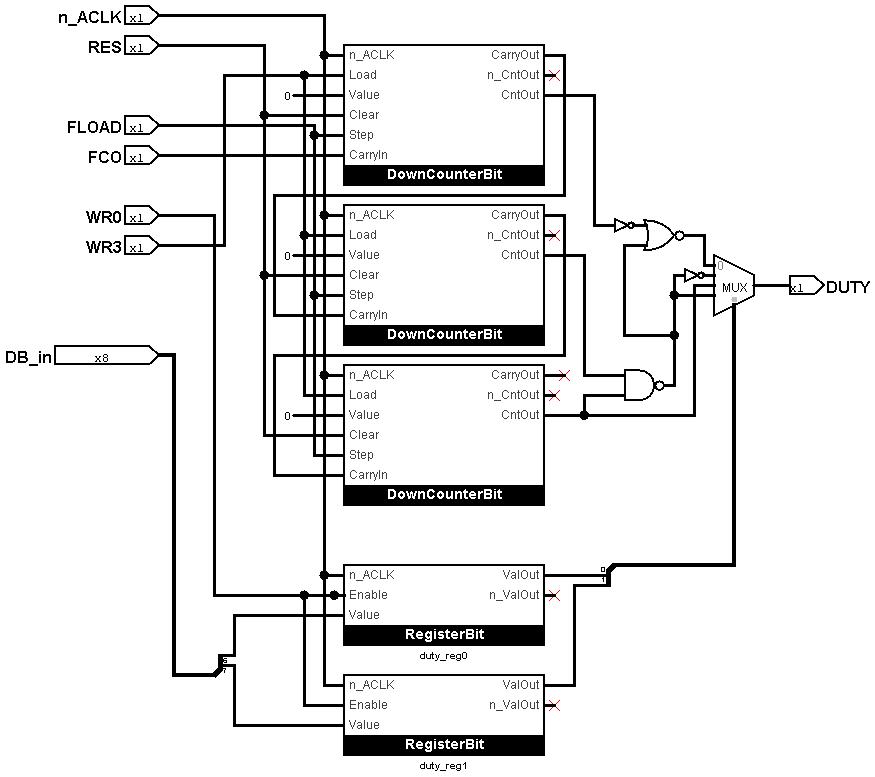 n_ACLK x1
RES x1
FLOAD x1
FCO x1
WR0 x1
WR3 x1
DB_in x8
n_ACLK CarryOut
Load n_CntOut
0 Value CntOut
Clear
Step
CarryIn
DownCounterBit
n_ACLK CarryOut
Load n_CntOut
0 Value CntOut
Clear
Step
CarryIn
DownCounterBit
n_ACLK CarryOut
Load n_CntOut
0 Value CntOut
Clear
Step
CarryIn
DownCounterBit
0
MUX
x1 DUTY
n_ACLK ValOut
Enable n_ValOut
Value
RegisterBit
duty_reg0
0
1
6
7
n_ACLK ValOut
Enable n_ValOut
Value
RegisterBit
duty_reg1